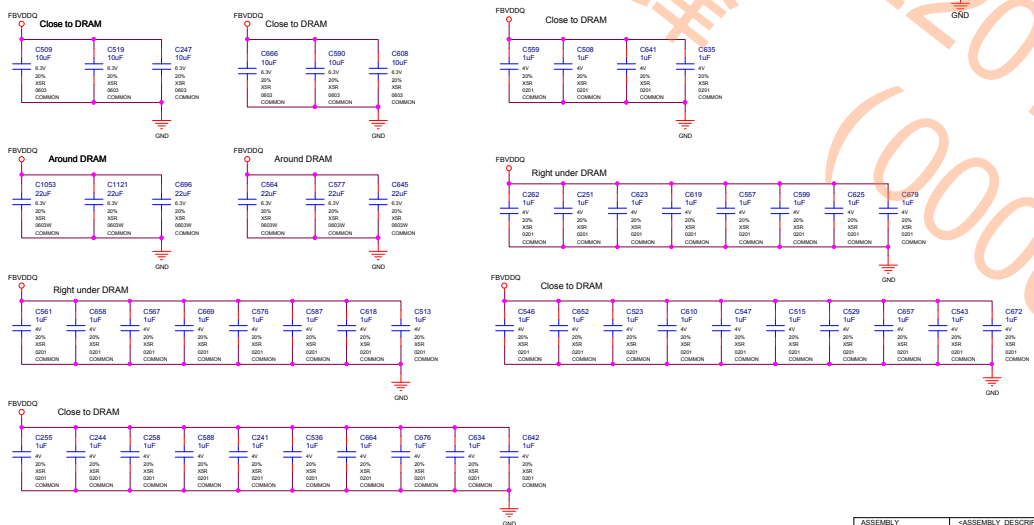 GND
FBVDDQ
Close to DRAM
C509
10uF
6.3V
20%
X5R
0603
COMMON
C519
10uF
6.3V
20%
X5R
0603
COMMON
C247
10uF
6.3V
20%
X5R
0603
COMMON
GND
FBVDDQ
Close to DRAM
C666
10uF
6.3V
20%
X5R
0603
COMMON
C590
10uF
6.3V
20%
X5R
0603
COMMON
C608
10uF
6.3V
20%
X5R
0603
COMMON
GND
FBVDDQ
Close to DRAM
C559
1uF
4V
20%
X5R
0201
COMMON
C508
1uF
4V
20%
X5R
0201
COMMON
C641
1uF
4V
20%
X5R
0201
COMMON
C635
1uF
4V
20%
X5R
0201
COMMON
GND
FBVDDQ
Around DRAM
C1053
22uF
6.3V
20%
X5R
0603W
COMMON
C1121
22uF
6.3V
20%
X5R
0603W
COMMON
C696
22uF
6.3V
20%
X5R
0603W
COMMON
GND
FBVDDQ
Around DRAM
C564
22uF
6.3V
20%
X5R
0603W
COMMON
C577
22uF
6.3V
20%
X5R
0603W
COMMON
C645
22uF
6.3V
20%
X5R
0603W
COMMON
GND
FBVDDQ
Right under DRAM
C262
1uF
4V
20%
X5R
0201
COMMON
C251
1uF
4V
20%
X5R
0201
COMMON
C623
1uF
4V
20%
X5R
0201
COMMON
C619
1uF
4V
20%
X5R
0201
COMMON
C557
1uF
4V
20%
X5R
0201
COMMON
C599
1uF
4V
20%
X5R
0201
COMMON
C625
1uF
4V
20%
X5R
0201
COMMON
C679
1uF
4V
20%
X5R
0201
COMMON
GND
FBVDDQ
Right under DRAM
C561
1uF
4V
20%
X5R
0201
COMMON
C658
1uF
4V
20%
X5R
0201
COMMON
C567
1uF
4V
20%
X5R
0201
COMMON
C669
1uF
4V
20%
X5R
0201
COMMON
C576
1uF
4V
20%
X5R
0201
COMMON
C587
1uF
4V
20%
X5R
0201
COMMON
C618
1uF
4V
20%
X5R
0201
COMMON
C513
1uF
4V
20%
X5R
0201
COMMON
GND
FBVDDQ
Close to DRAM
C546
1uF
4V
20%
X5R
0201
COMMON
C652
1uF
4V
20%
X5R
0201
COMMON
C523
1uF
4V
20%
X5R
0201
COMMON
C610
1uF
4V
20%
X5R
0201
COMMON
C547
1uF
4V
20%
X5R
0201
COMMON
C515
1uF
4V
20%
X5R
0201
COMMON
C529
1uF
4V
20%
X5R
0201
COMMON
C657
1uF
4V
20%
X5R
0201
COMMON
C543
1uF
4V
20%
X5R
0201
COMMON
C672
1uF
4V
20%
X5R
0201
COMMON
GND
FBVDDQ
Close to DRAM
C255
1uF
4V
20%
X5R
0201
COMMON
C244
1uF
4V
20%
X5R
0201
COMMON
C258
1uF
4V
20%
X5R
0201
COMMON
C588
1uF
4V
20%
X5R
0201
COMMON
C241
1uF
4V
20%
X5R
0201
COMMON
C536
1uF
4V
20%
X5R
0201
COMMON
C664
1uF
4V
20%
X5R
0201
COMMON
C676
1uF
4V
20%
X5R
0201
COMMON
C634
1uF
4V
20%
X5R
0201
COMMON
C642
1uF
4V
20%
X5R
0201
COMMON
GND
ASSEMBLY